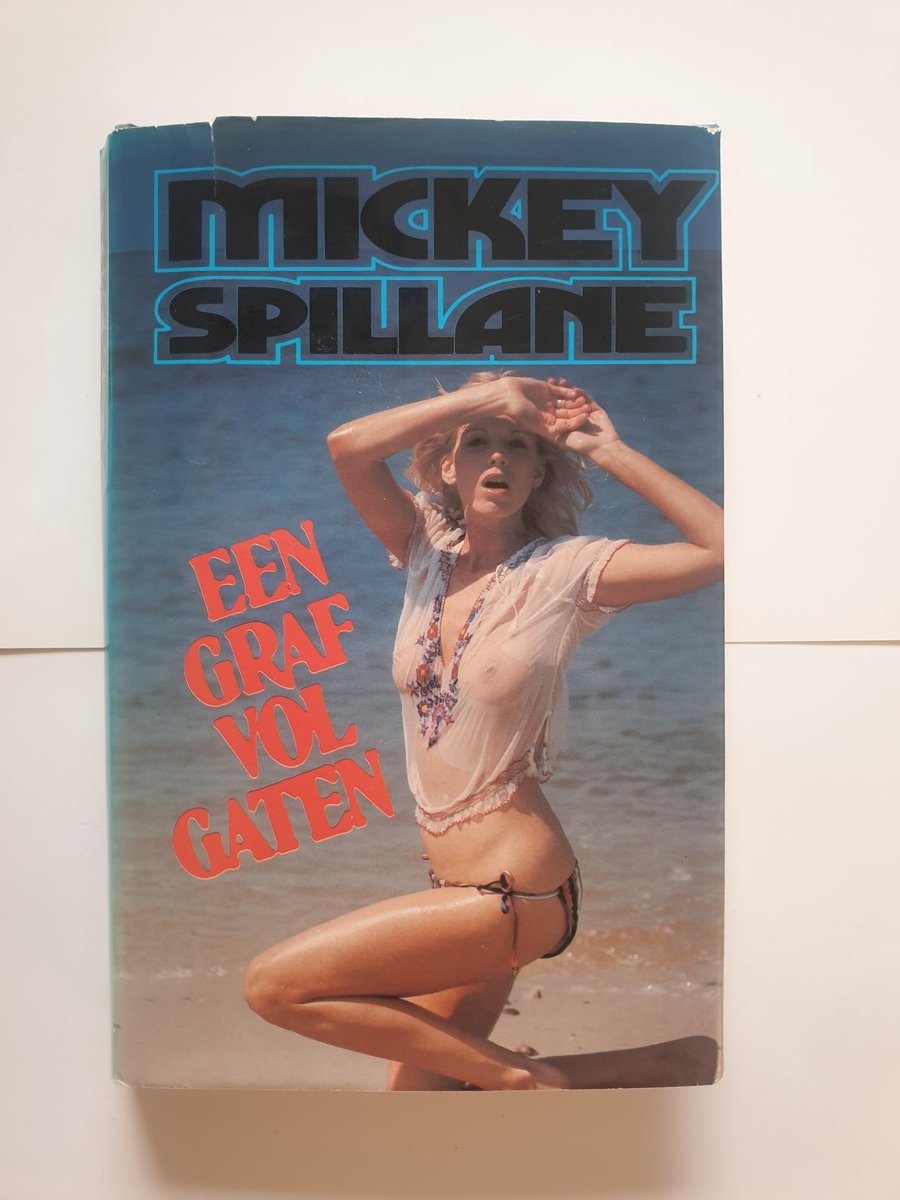 MICKEY
SPILLANE
EEN
GRAF
VOL
GATEN